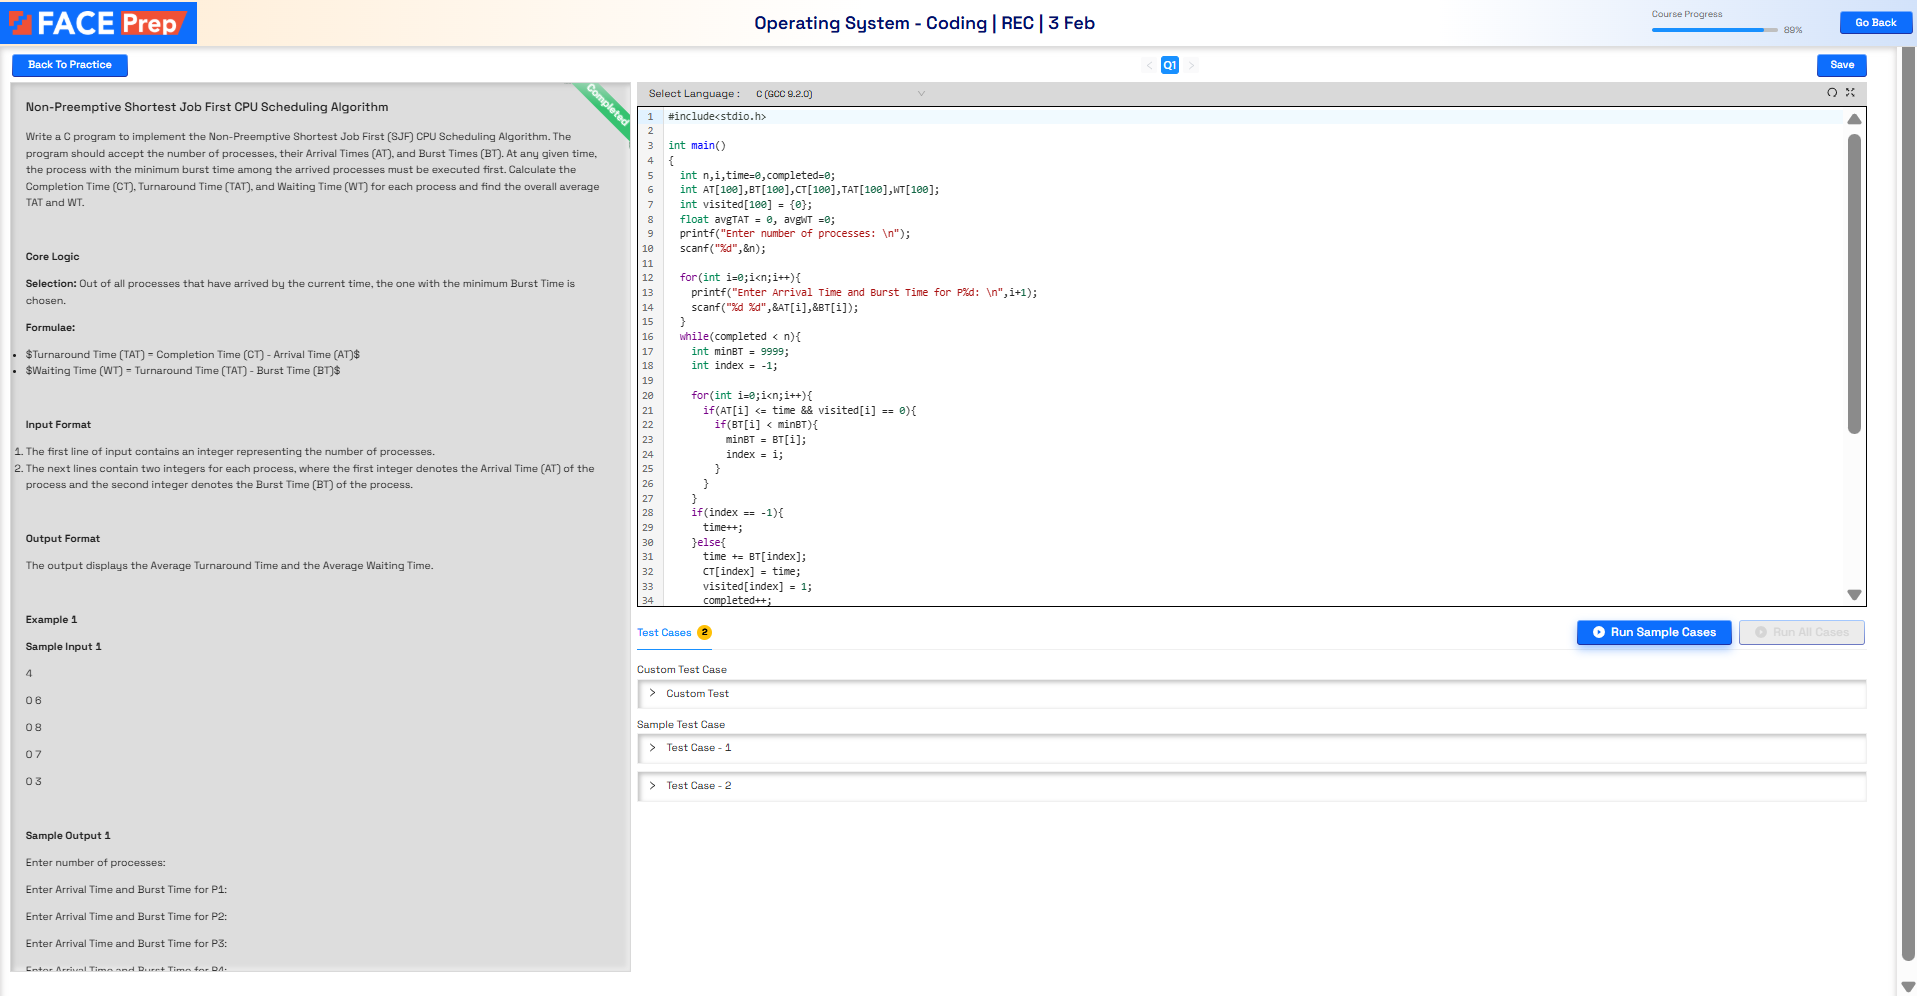 FACE Prep
Operating System - Coding | REC | 3 Feb
Course Progress
89%
Go Back
Back To Practice
Q1
Save
Completed
Non-Preemptive Shortest Job First CPU Scheduling Algorithm
Write a C program to implement the Non-Preemptive Shortest Job First (SJF) CPU Scheduling Algorithm. The
program should accept the number of processes, their Arrival Times (AT), and Burst Times (BT). At any given time,
the process with the minimum burst time among the arrived processes must be executed first. Calculate the
Completion Time (CT), Turnaround Time (TAT), and Waiting Time (WT) for each process and find the overall average
TAT and WT.
Core Logic
Selection: Out of all processes that have arrived by the current time, the one with the minimum Burst Time is
chosen.
Formulae:
• $Turnaround Time (TAT) = Completion Time (CT) - Arrival Time (AT)$
• $Waiting Time (WT) = Turnaround Time (TAT) - Burst Time (BT)$
Input Format
1. The first line of input contains an integer representing the number of processes.
2. The next lines contain two integers for each process, where the first integer denotes the Arrival Time (AT) of the
process and the second integer denotes the Burst Time (BT) of the process.
Output Format
The output displays the Average Turnaround Time and the Average Waiting Time.
Example 1
Sample Input 1
4
0 6
0 8
0 7
0 3
Sample Output 1
Enter number of processes:
Enter Arrival Time and Burst Time for P1:
Enter Arrival Time and Burst Time for P2:
Enter Arrival Time and Burst Time for P3:
Enter Arrival Time and Burst Time for P4:
Select Language : C (GCC 9.2.0)
1 #include<stdio.h>
2
3 int main()
4 {
5 int n,i,time=0,completed=0;
6 int AT[100],BT[100],CT[100],TAT[100],WT[100];
7 int visited[100] = {0};
8 float avgTAT = 0, avgWT =0;
9 printf("Enter number of processes: \n");
10 scanf("%d",&n);
11
12 for(int i=0;i<n;i++){
13 printf("Enter Arrival Time and Burst Time for P%d: \n",i+1);
14 scanf("%d %d",&AT[i],&BT[i]);
15 }
16 while(completed < n){
17 int minBT = 9999;
18 int index = -1;
19
20 for(int i=0;i<n;i++){
21 if(AT[i] <= time && visited[i] == 0){
22 if(BT[i] < minBT){
23 minBT = BT[i];
24 index = i;
25 }
26 }
27 }
28 if(index == -1){
29 time++;
30 }else{
31 time += BT[index];
32 CT[index] = time;
33 visited[index] = 1;
34 completed++;
Test Cases 2
Run Sample Cases
Run All Cases
Custom Test Case
Custom Test
Sample Test Case
Test Case - 1
Test Case - 2